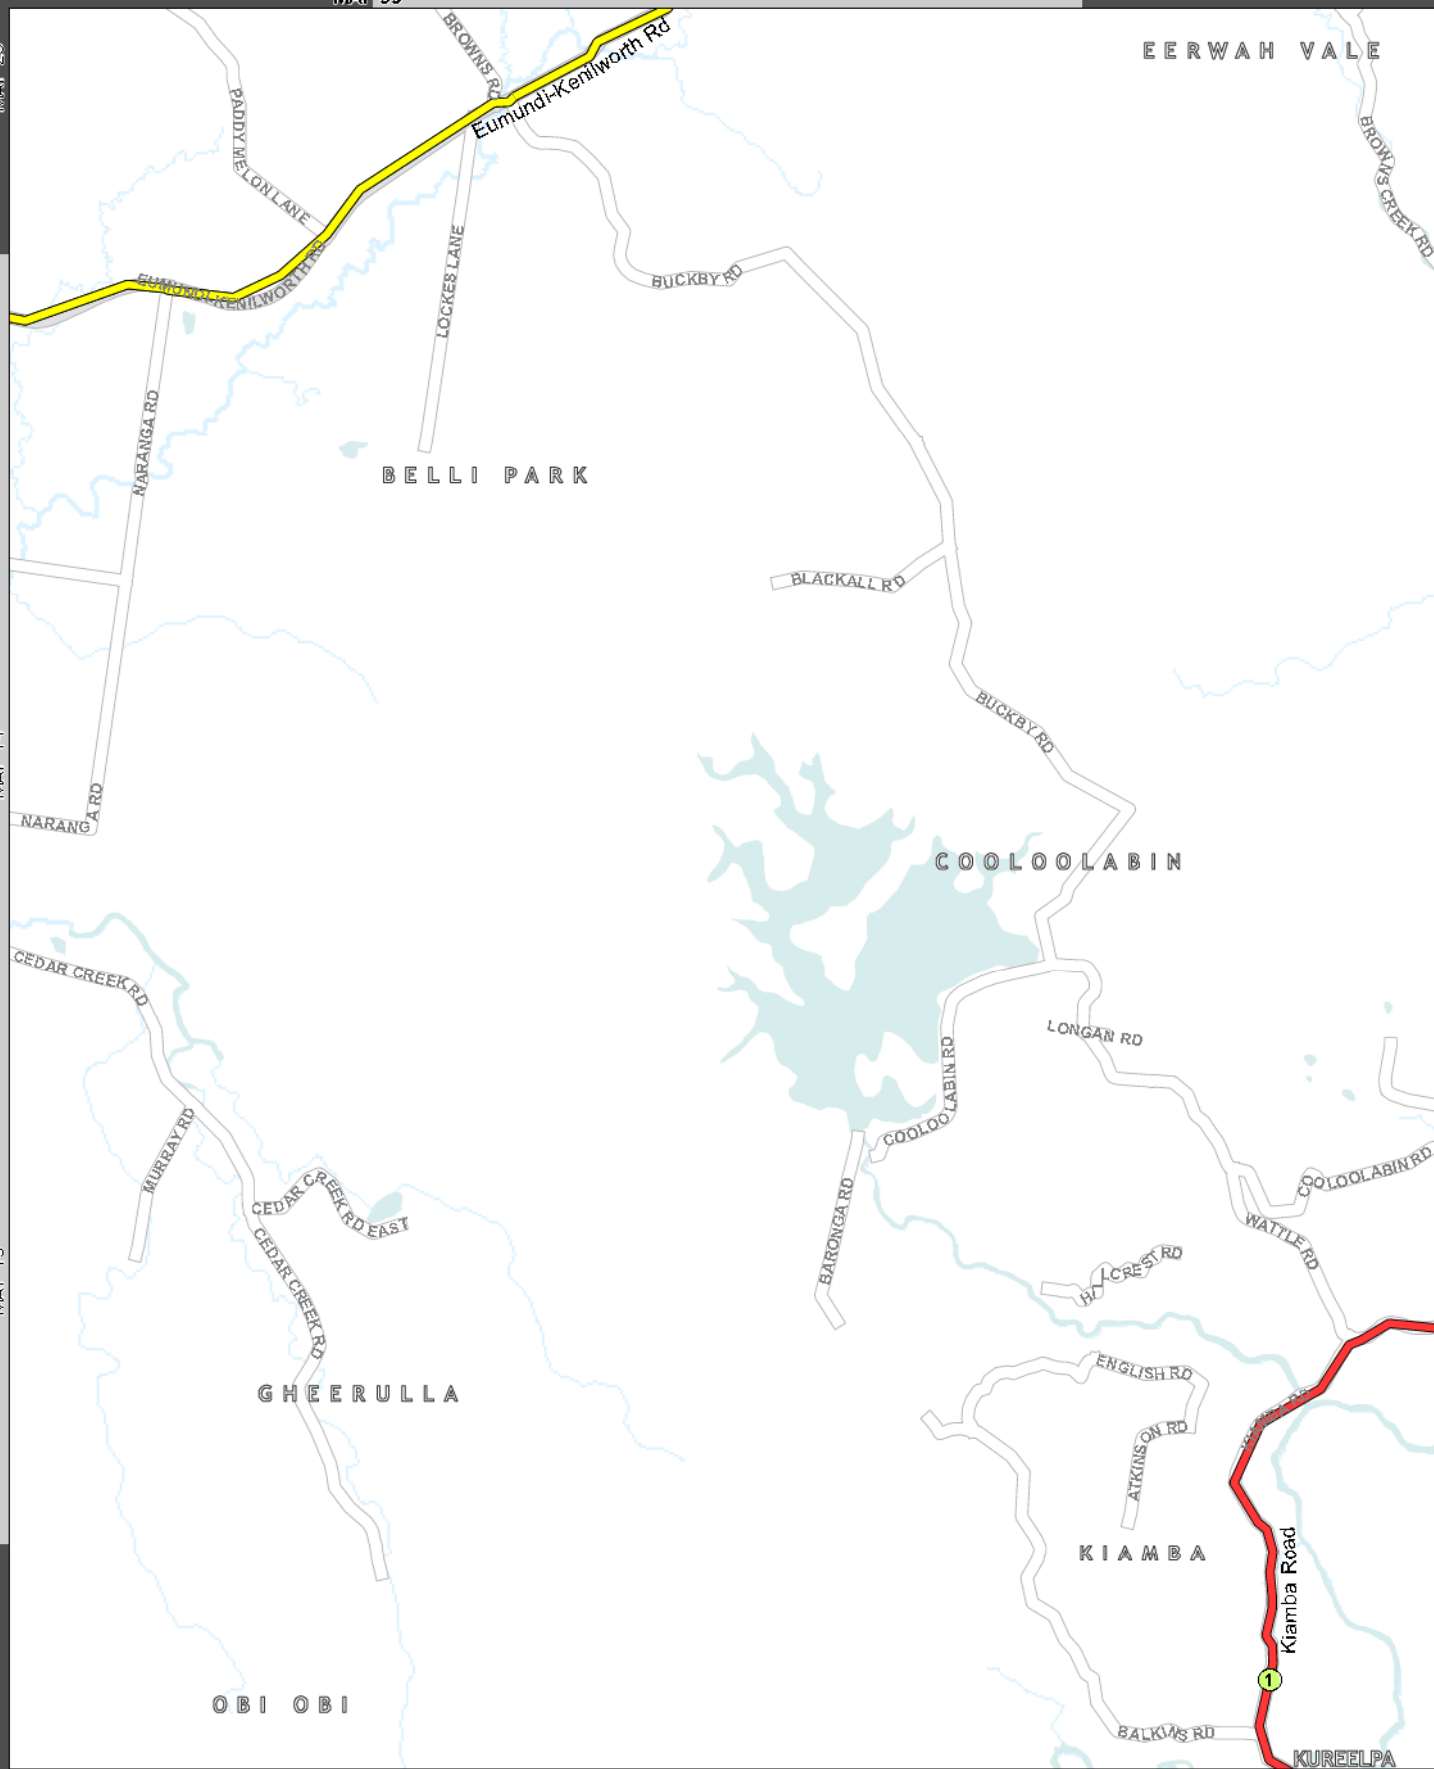 EERWAH VALE
BROWNS RD
Eumundi-Kenilworth Rd
PADDY MELON LANE
BROWNS CREEK RD
LOCKES LANE
BUCKBY RD
EUMUNDI-KENILWORTH RD
NARANGA RD
BELLI PARK
BLACKALL RD
BUCKBY RD
NARANGA RD
COOLOOLABIN
CEDAR CREEK RD
LONGAN RD
COOLOOLABIN RD
MURRAY RD
CEDAR CREEK RD EAST
COOLOOLABIN RD
BARONGA RD
WATTLE RD
CEDAR CREEK RD
ENGLISH RD
GHEERULLA
KIAMBA RD
ATKINSON RD
KIAMBA
Kiamba Road
1
OBI OBI
BALKINS RD
KUREELPA